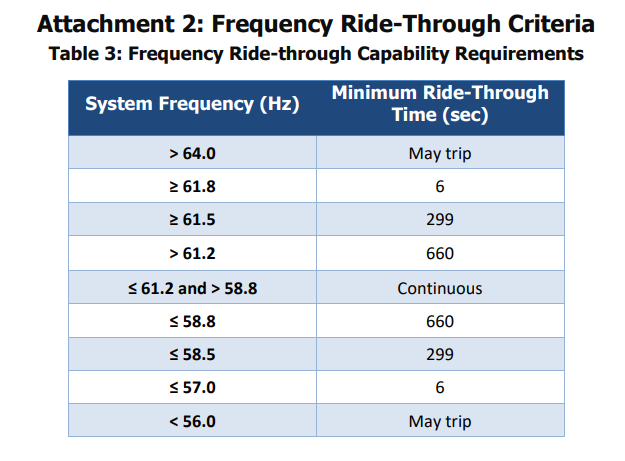 Attachment 2: Frequency Ride-Through Criteria
Table 3: Frequency Ride-through Capability Requirements
System Frequency (Hz) Minimum Ride-Through Time (sec)
> 64.0 May trip
≥ 61.8 6
≥ 61.5 299
> 61.2 660
≤ 61.2 and > 58.8 Continuous
≤ 58.8 660
≤ 58.5 299
≤ 57.0 6
< 56.0 May trip